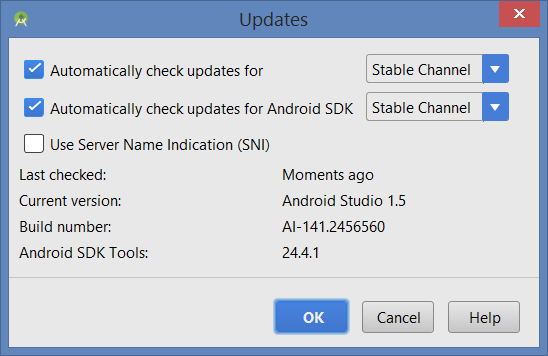 Updates
Automatically check updates for Stable Channel
Automatically check updates for Android SDK Stable Channel
Use Server Name Indication (SNI)
Last checked: Moments ago
Current version: Android Studio 1.5
Build number: AI-141.2456560
Android SDK Tools: 24.4.1
OK Cancel Help